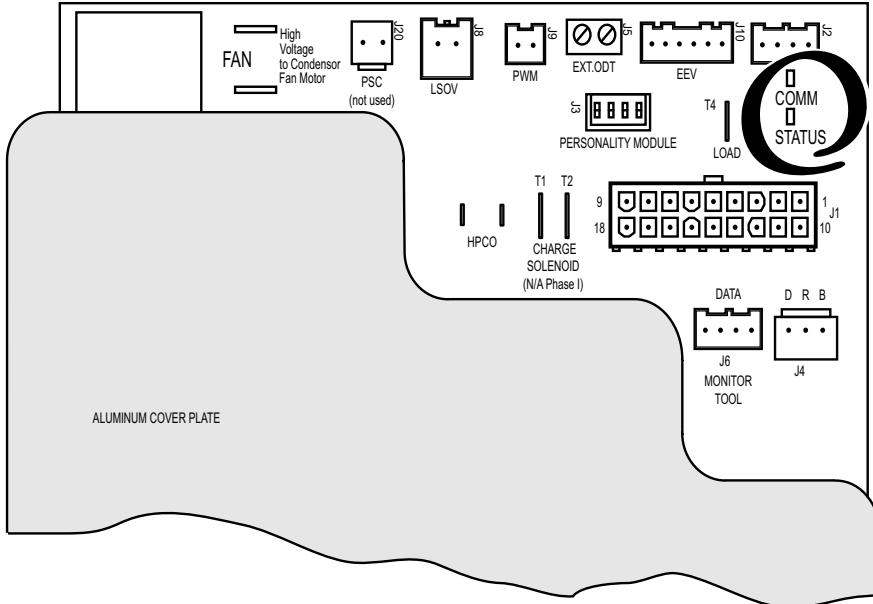 FAN
High
Voltage
to Condensor
Fan Motor
J20
PSC
(not used)
J8
LSOV
J9
PWM
J5
EXT.ODT
J10
EEV
J2
COMM
STATUS
J3
PERSONALITY MODULE
T4
LOAD
HPCO
T1 T2
CHARGE
SOLENOID
(N/A Phase I)
9 1
18 10
J1
DATA
J6
MONITOR
TOOL
D R B
J4
ALUMINUM COVER PLATE